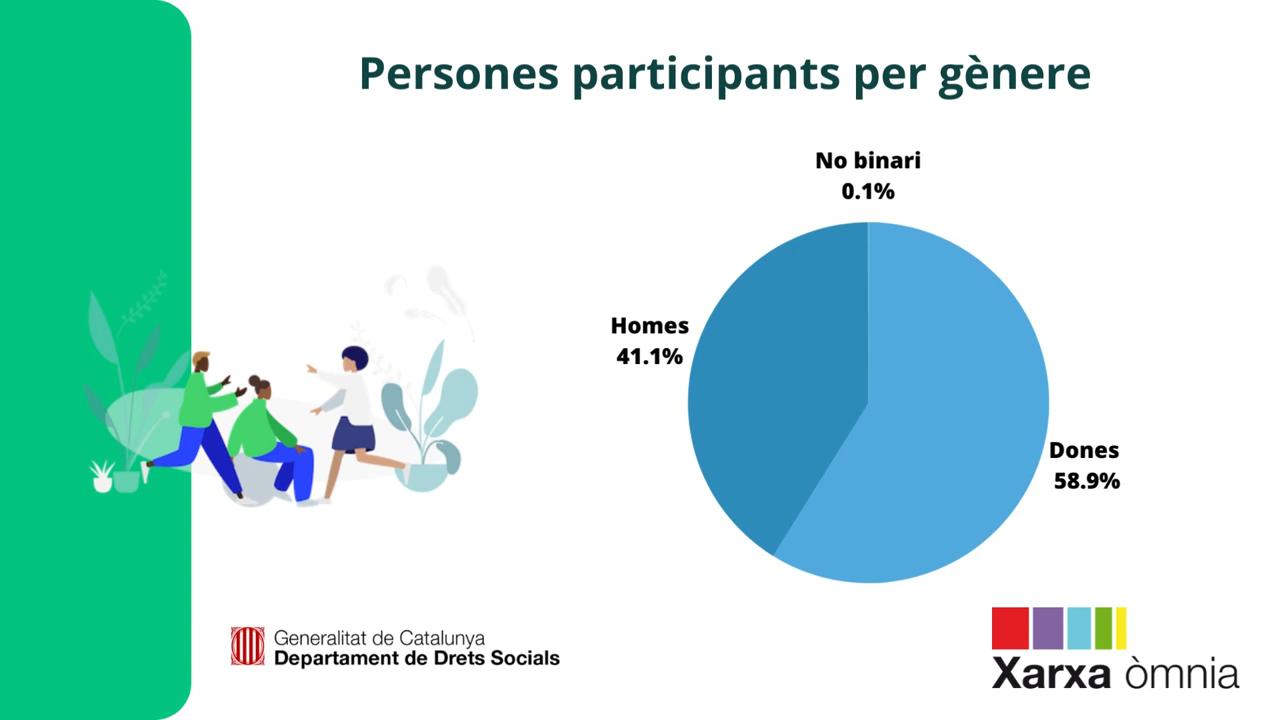 Persones participants per gènere
No binari
0.1%
Homes
41.1%
Dones
58.9%
Generalitat de Catalunya
Departament de Drets Socials
Xarxa òmnia